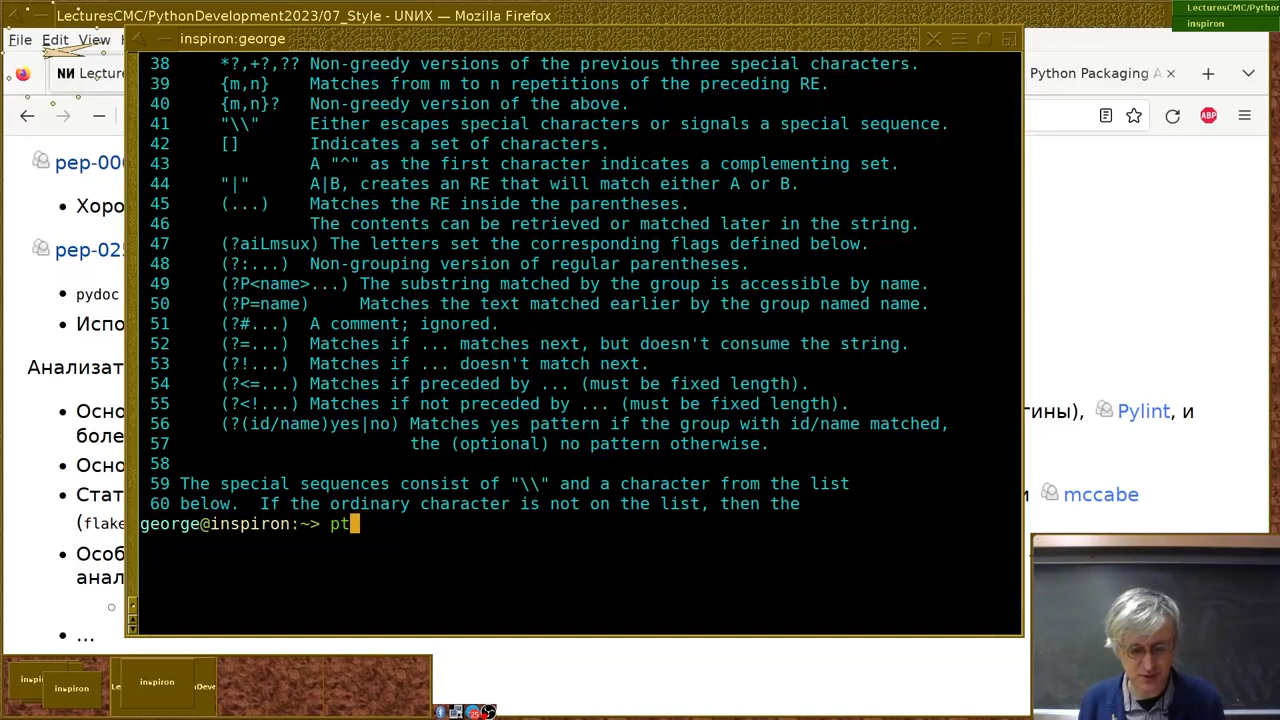 LecturesCMC/PythonDevelopment2023/07_Style - UNИX — Mozilla Firefox
LecturesCMC/Pytho
inspiron
File Edit View
inspiron:george
Lecture
Python Packaging A
ABP
pep-000
Хоро
pep-025
pydoc
Испо
Анализат
Осно
боле
Осно
Стат
(flake
Особ
анал
...
тины), Pylint, и
и mccabe
38 *?,+?,?? Non-greedy versions of the previous three special characters.
39 {m,n} Matches from m to n repetitions of the preceding RE.
40 {m,n}? Non-greedy version of the above.
41 "\\" Either escapes special characters or signals a special sequence.
42 [] Indicates a set of characters.
43 A "^" as the first character indicates a complementing set.
44 "|" A|B, creates an RE that will match either A or B.
45 (...) Matches the RE inside the parentheses.
46 The contents can be retrieved or matched later in the string.
47 (?aiLmsux) The letters set the corresponding flags defined below.
48 (?:...) Non-grouping version of regular parentheses.
49 (?P<name>...) The substring matched by the group is accessible by name.
50 (?P=name) Matches the text matched earlier by the group named name.
51 (?#...) A comment; ignored.
52 (?=...) Matches if ... matches next, but doesn't consume the string.
53 (?!...) Matches if ... doesn't match next.
54 (?<=...) Matches if preceded by ... (must be fixed length).
55 (?<!...) Matches if not preceded by ... (must be fixed length).
56 (?(id/name)yes|no) Matches yes pattern if the group with id/name matched,
57 the (optional) no pattern otherwise.
58
59 The special sequences consist of "\\" and a character from the list
60 below. If the ordinary character is not on the list, then the
george@inspiron:~> pt
inspiron
inspiron